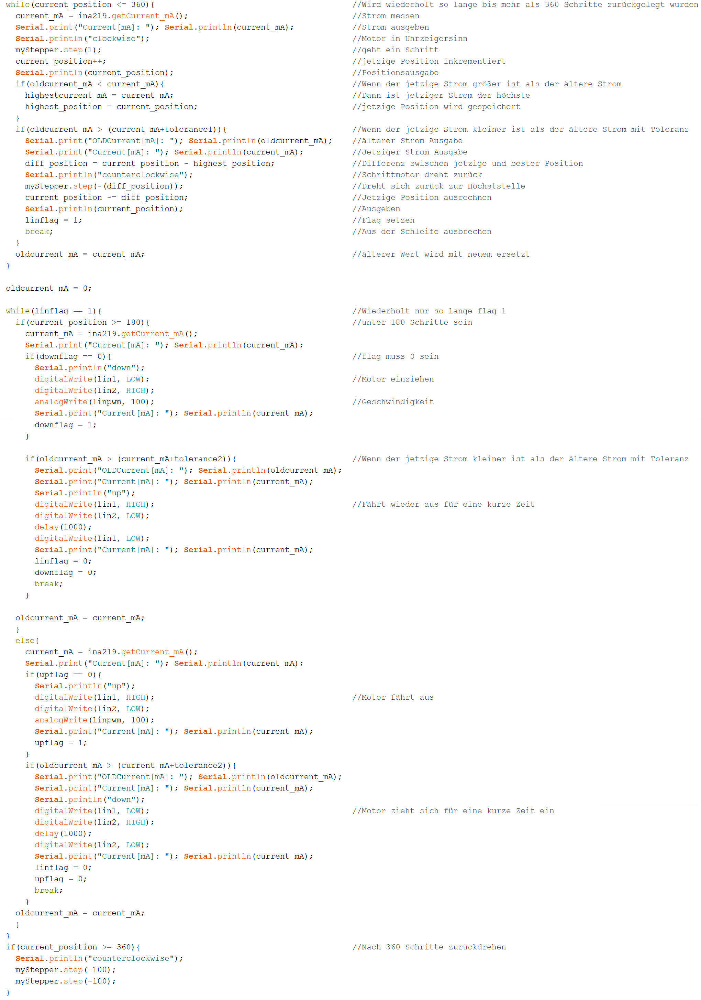 while(current_position <= 360){ //Wird wiederholt so lange bis mehr als 360 Schritte zurückgelegt wurden
  current_mA = ina219.getCurrent_mA(); //Strom messen
  Serial.print("Current[mA]: "); Serial.println(current_mA); //Strom ausgeben
  Serial.println("clockwise"); //Motor in Uhrzeigersinn
  myStepper.step(1); //geht ein Schritt
  current_position++; //jetzige Position inkrementiert
  Serial.println(current_position); //Positionsausgabe
  if(oldcurrent_mA < current_mA){ //Wenn der jetzige Strom größer ist als der ältere Strom
    highestcurrent_mA = current_mA; //Dann ist jetziger Strom der höchste
    highest_position = current_position; //jetzige Position wird gespeichert
  }
  if(oldcurrent_mA > (current_mA+tolerance1)){ //Wenn der jetzige Strom kleiner ist als der ältere Strom mit Toleranz
    Serial.print("OLDCurrent[mA]: "); Serial.println(oldcurrent_mA); //älterer Strom Ausgabe
    Serial.print("Current[mA]: "); Serial.println(current_mA); //Jetziger Strom Ausgabe
    diff_position = current_position - highest_position; //Differenz zwischen jetzige und bester Position
    Serial.println("counterclockwise"); //Schrittmotor dreht zurück
    myStepper.step(-(diff_position)); //Dreht sich zurück zur Höchststelle
    current_position -= diff_position; //Jetzige Position ausrechnen
    Serial.println(current_position); //Ausgeben
    linflag = 1; //Flag setzen
    break; //Aus der Schleife ausbrechen
  }
  oldcurrent_mA = current_mA; //älterer Wert wird mit neuem ersetzt
}

oldcurrent_mA = 0;

while(linflag == 1){ //Wiederholt nur so lange flag 1
  if(current_position >= 180){ //unter 180 Schritte sein
    current_mA = ina219.getCurrent_mA();
    Serial.print("Current[mA]: "); Serial.println(current_mA);
    if(downflag == 0){ //flag muss 0 sein
      Serial.println("down");
      digitalWrite(lin1, LOW); //Motor einziehen
      digitalWrite(lin2, HIGH);
      analogWrite(linpwm, 100); //Geschwindigkeit
      Serial.print("Current[mA]: "); Serial.println(current_mA);
      downflag = 1;
    }

    if(oldcurrent_mA > (current_mA+tolerance2)){ //Wenn der jetzige Strom kleiner ist als der ältere Strom mit Toleranz
      Serial.print("OLDCurrent[mA]: "); Serial.println(oldcurrent_mA);
      Serial.print("Current[mA]: "); Serial.println(current_mA);
      Serial.println("up");
      digitalWrite(lin1, HIGH); //Fährt wieder aus für eine kurze Zeit
      digitalWrite(lin2, LOW);
      delay(1000);
      digitalWrite(lin1, LOW);
      Serial.print("Current[mA]: "); Serial.println(current_mA);
      linflag = 0;
      downflag = 0;
      break;
    }

  oldcurrent_mA = current_mA;
  }
  else{
    current_mA = ina219.getCurrent_mA();
    Serial.print("Current[mA]: "); Serial.println(current_mA);
    if(upflag == 0){
      Serial.println("up");
      digitalWrite(lin1, HIGH); //Motor fährt aus
      digitalWrite(lin2, LOW);
      analogWrite(linpwm, 100);
      Serial.print("Current[mA]: "); Serial.println(current_mA);
      upflag = 1;
    }
    if(oldcurrent_mA > (current_mA+tolerance2)){
      Serial.print("OLDCurrent[mA]: "); Serial.println(oldcurrent_mA);
      Serial.print("Current[mA]: "); Serial.println(current_mA);
      Serial.println("down");
      digitalWrite(lin1, LOW); //Motor zieht sich für eine kurze Zeit ein
      digitalWrite(lin2, HIGH);
      delay(1000);
      digitalWrite(lin2, LOW);
      Serial.print("Current[mA]: "); Serial.println(current_mA);
      linflag = 0;
      upflag = 0;
      break;
    }
  oldcurrent_mA = current_mA;
  }
}
if(current_position >= 360){ //Nach 360 Schritte zurückdrehen
  Serial.println("counterclockwise");
  myStepper.step(-100);
  myStepper.step(-100);
}